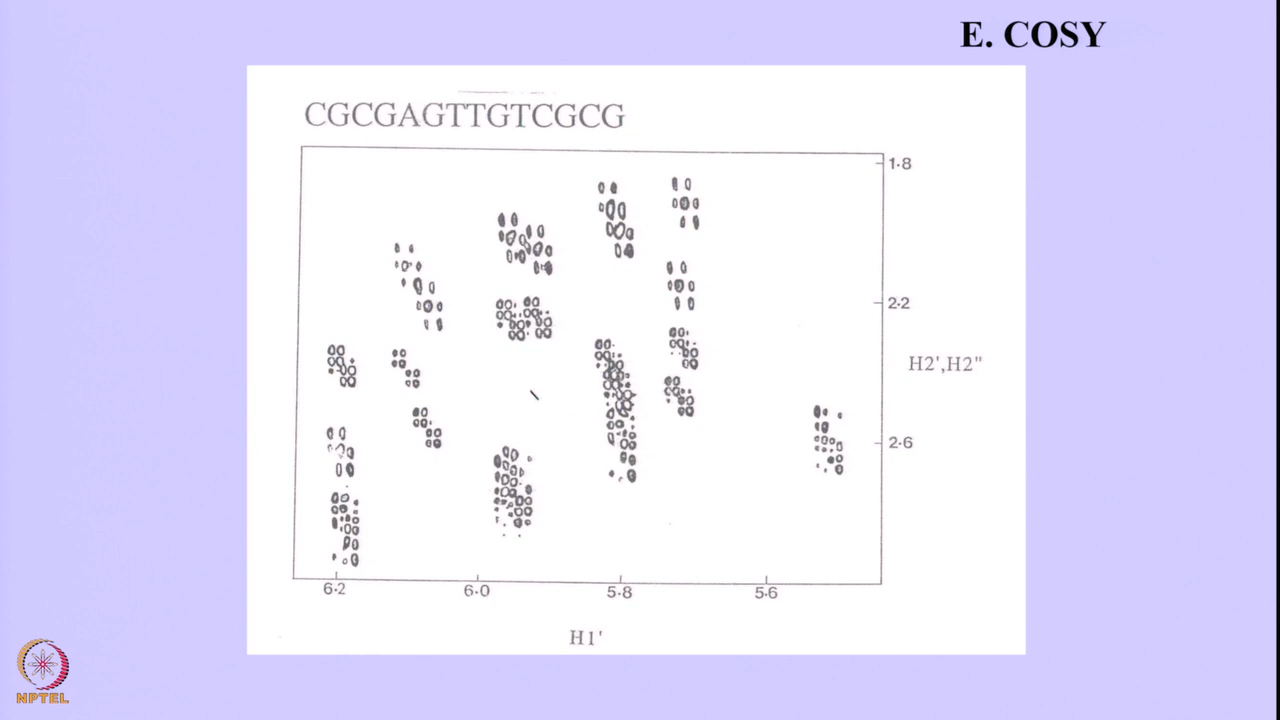 E. COSY
CGCGAGTTGTCGCG
1·8
2·2
H2',H2"
2·6
6·2 6·0 5·8 5·6
H1'
NPTEL